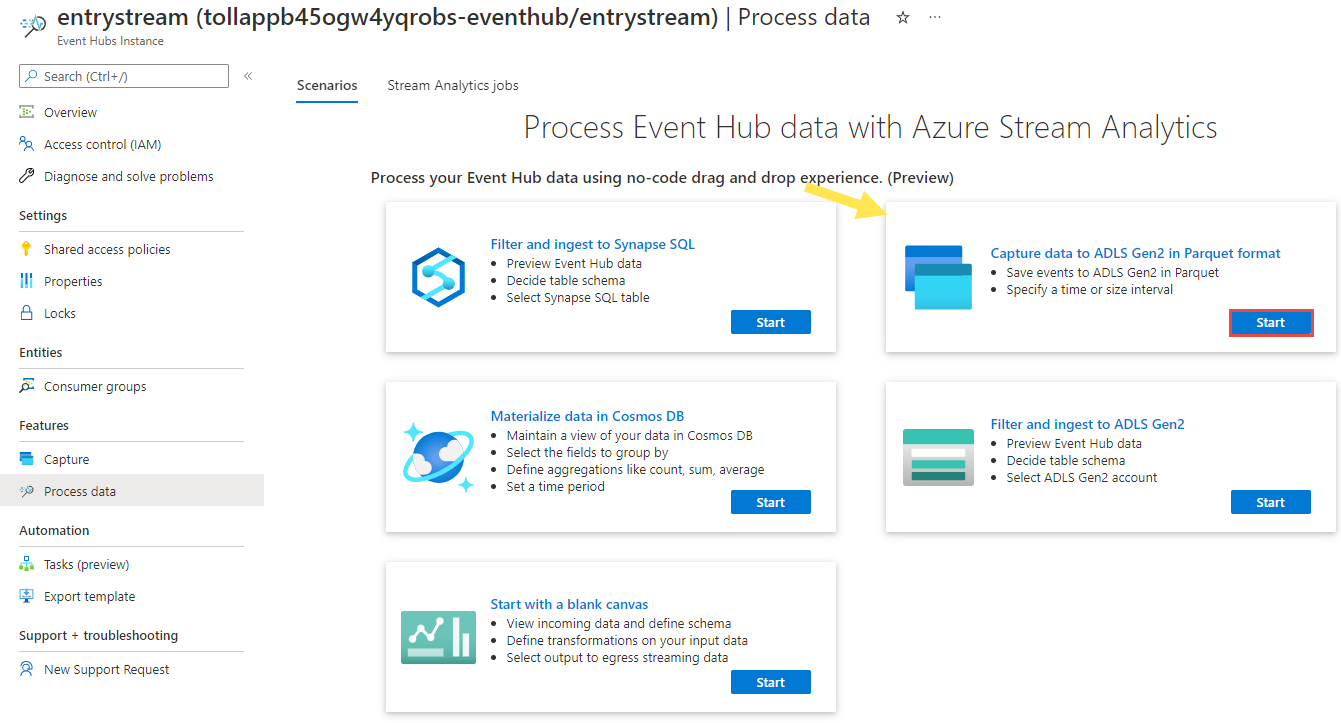 entrystream (tollappb45ogw4yqrobs-eventhub/entrystream) | Process data
Event Hubs Instance
Search (Ctrl+/)
Overview
Access control (IAM)
Diagnose and solve problems
Settings
Shared access policies
Properties
Locks
Entities
Consumer groups
Features
Capture
Process data
Automation
Tasks (preview)
Export template
Support + troubleshooting
New Support Request
Scenarios
Stream Analytics jobs
Process Event Hub data with Azure Stream Analytics
Process your Event Hub data using no-code drag and drop experience. (Preview)
Filter and ingest to Synapse SQL
• Preview Event Hub data
• Decide table schema
• Select Synapse SQL table
Start
Capture data to ADLS Gen2 in Parquet format
• Save events to ADLS Gen2 in Parquet
• Specify a time or size interval
Start
Materialize data in Cosmos DB
• Maintain a view of your data in Cosmos DB
• Select the fields to group by
• Define aggregations like count, sum, average
• Set a time period
Start
Filter and ingest to ADLS Gen2
• Preview Event Hub data
• Decide table schema
• Select ADLS Gen2 account
Start
Start with a blank canvas
• View incoming data and define schema
• Define transformations on your input data
• Select output to egress streaming data
Start